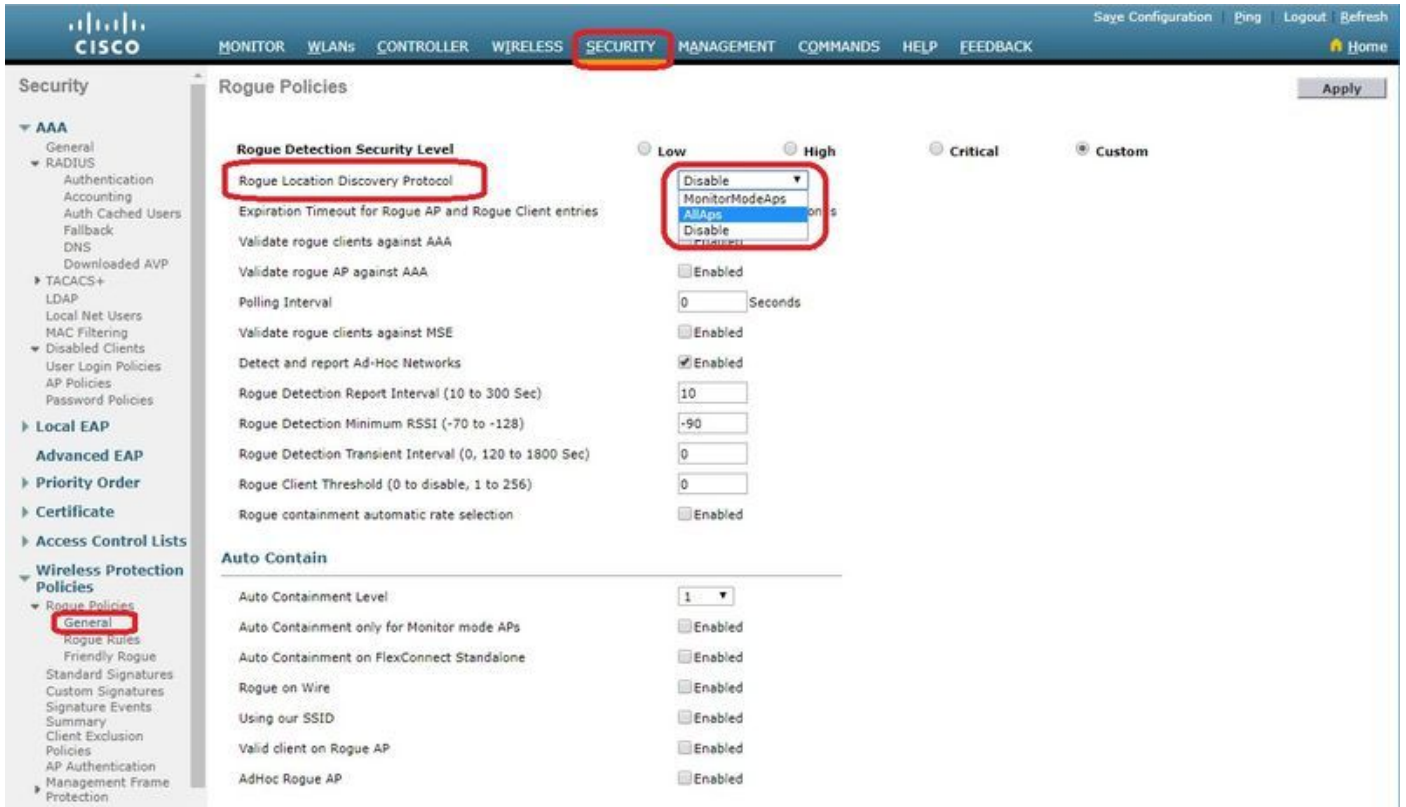 Save Configuration Ping Logout Refresh
CISCO MONITOR WLANs CONTROLLER WIRELESS SECURITY MANAGEMENT COMMANDS HELP FEEDBACK Home
Security
AAA
General
RADIUS
Authentication
Accounting
Auth Cached Users
Fallback
DNS
Downloaded AVP
TACACS+
LDAP
Local Net Users
MAC Filtering
Disabled Clients
User Login Policies
AP Policies
Password Policies
Local EAP
Advanced EAP
Priority Order
Certificate
Access Control Lists
Wireless Protection
Policies
Rogue Policies
General
Rogue Rules
Friendly Rogue
Standard Signatures
Custom Signatures
Signature Events
Summary
Client Exclusion
Policies
AP Authentication
Management Frame
Protection
Rogue Policies Apply
Rogue Detection Security Level Low High Critical Custom
Rogue Location Discovery Protocol Disable
MonitorModeAps
AllAps
Disable
Expiration Timeout for Rogue AP and Rogue Client entries
Validate rogue clients against AAA Enabled
Validate rogue AP against AAA Enabled
Polling Interval 0 Seconds
Validate rogue clients against MSE Enabled
Detect and report Ad-Hoc Networks Enabled
Rogue Detection Report Interval (10 to 300 Sec) 10
Rogue Detection Minimum RSSI (-70 to -128) -90
Rogue Detection Transient Interval (0, 120 to 1800 Sec) 0
Rogue Client Threshold (0 to disable, 1 to 256) 0
Rogue containment automatic rate selection Enabled
Auto Contain
Auto Containment Level 1
Auto Containment only for Monitor mode APs Enabled
Auto Containment on FlexConnect Standalone Enabled
Rogue on Wire Enabled
Using our SSID Enabled
Valid client on Rogue AP Enabled
AdHoc Rogue AP Enabled